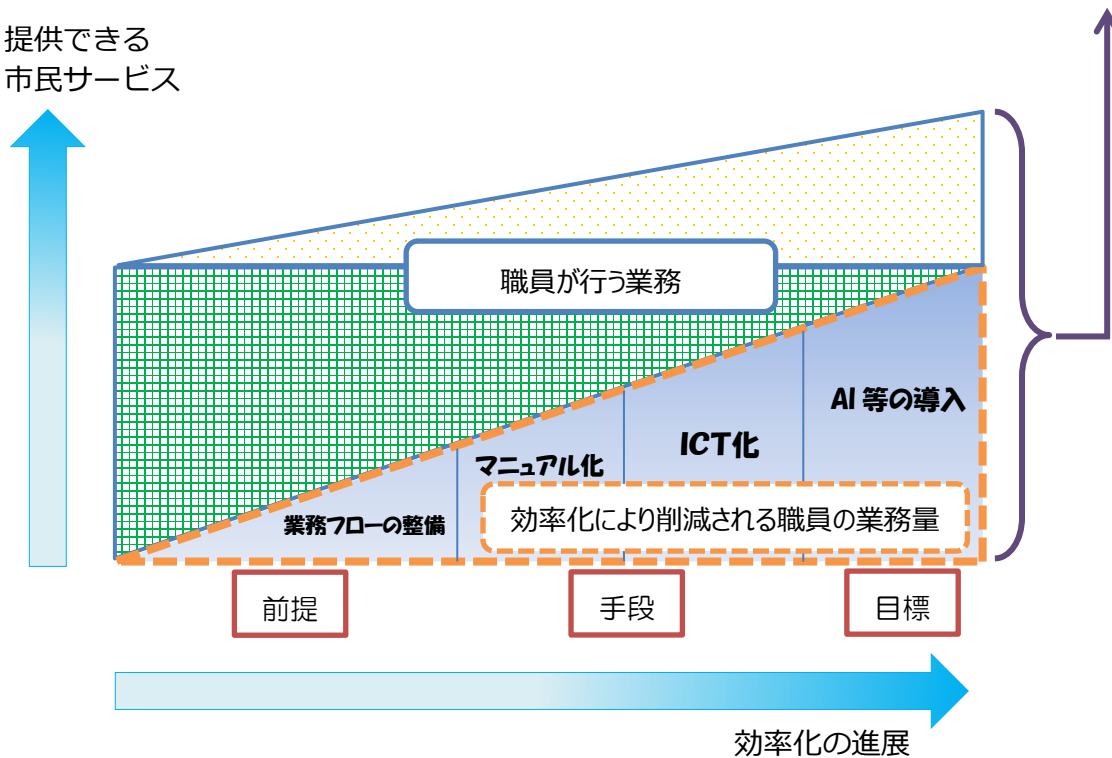 提供できる
市民サービス
職員が行う業務
AI 等の導入
ICT化
マニュアル化
効率化により削減される職員の業務量
業務フローの整備
前提
手段
目標
効率化の進展